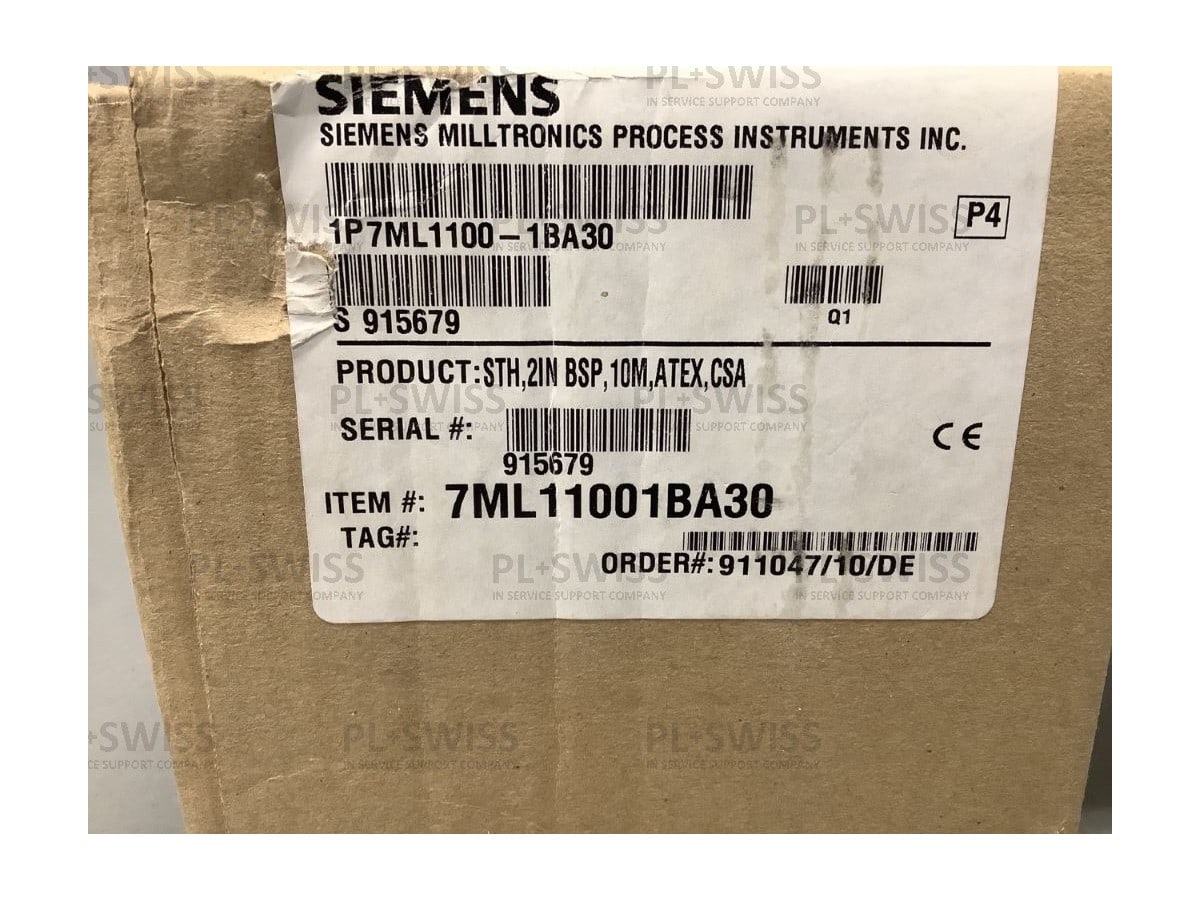 SIEMENS
SIEMENS MILLTRONICS PROCESS INSTRUMENTS INC.
1P7ML1100-1BA30
P4
S 915679
Q1
PRODUCT:STH,2IN BSP,10M,ATEX,CSA
SERIAL #:
915679
CE
ITEM #: 7ML11001BA30
TAG#:
ORDER#:911047/10/DE
PL+SWISS
IN SERVICE SUPPORT COMPANY